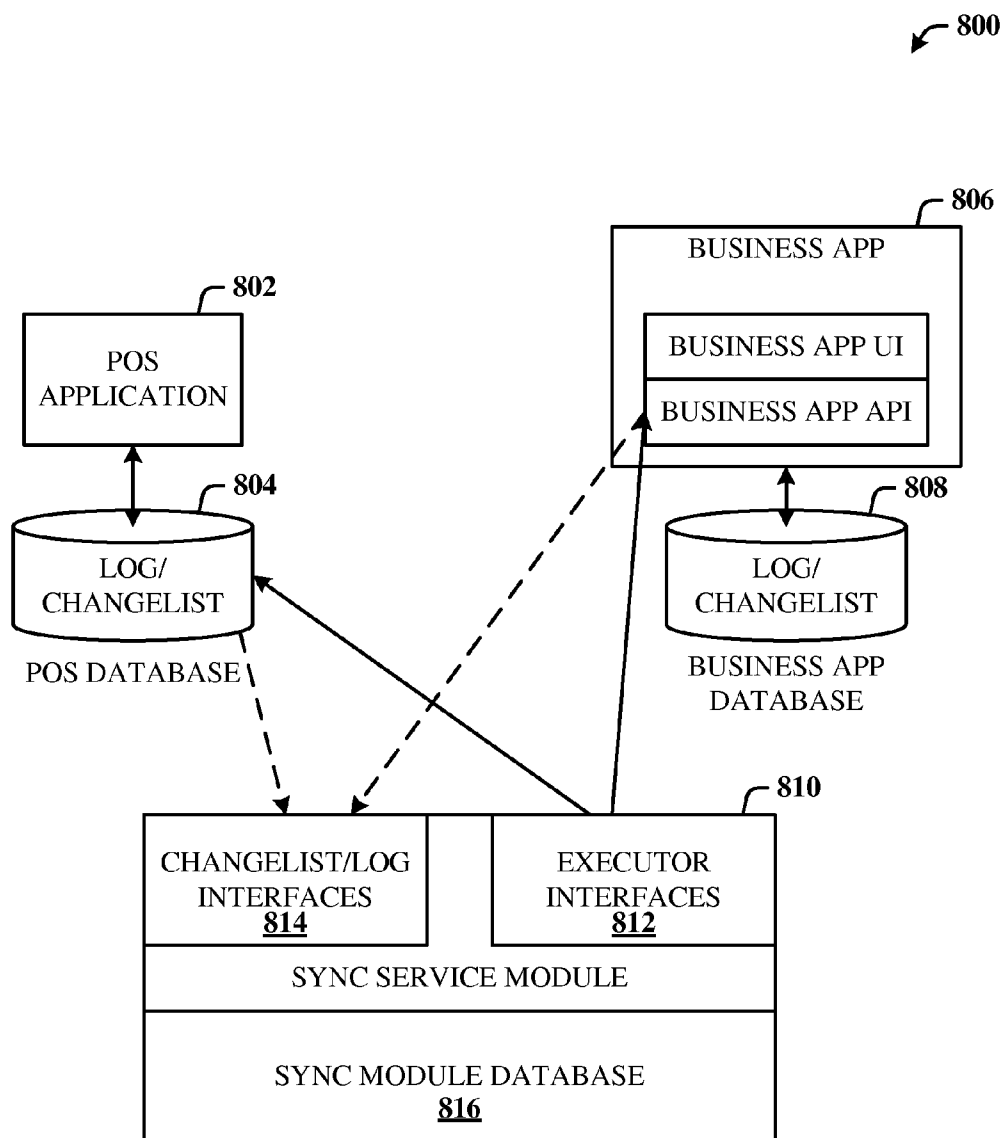 800
806
BUSINESS APP
802
BUSINESS APP UI
POS
APPLICATION
BUSINESS APP API
804
808
LOG/
CHANGELIST
LOG/
CHANGELIST
POS DATABASE
BUSINESS APP
DATABASE
810
CHANGELIST/LOG
INTERFACES
814
EXECUTOR
INTERFACES
812
SYNC SERVICE MODULE
SYNC MODULE DATABASE
816